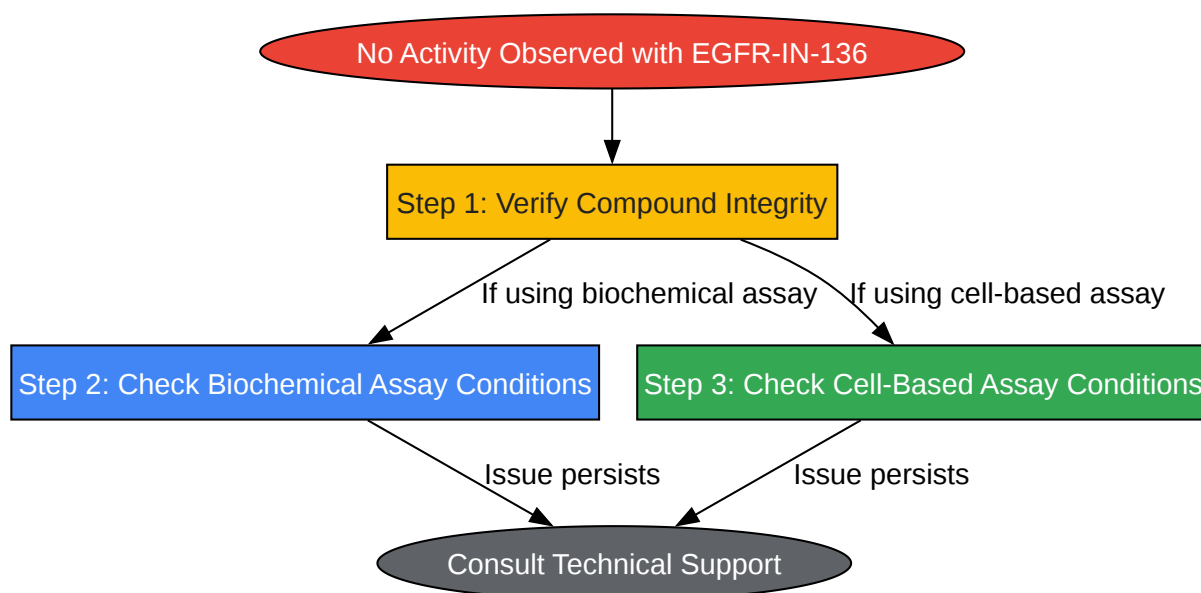 No Activity Observed with EGFR-IN-136
Step 1: Verify Compound Integrity
If using biochemical assay
If using cell-based assay
Step 2: Check Biochemical Assay Conditions
Step 3: Check Cell-Based Assay Conditions
Issue persists
Issue persists
Consult Technical Support